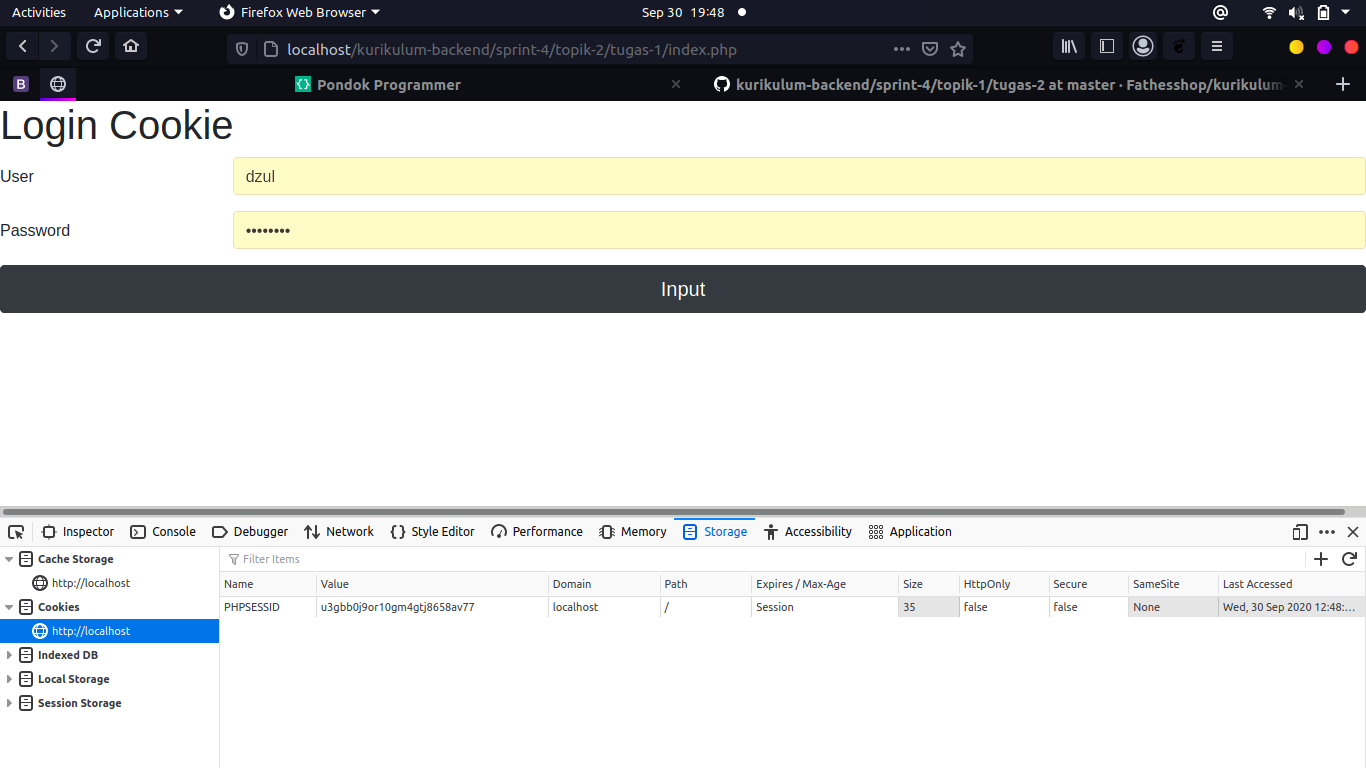 Activities Applications Firefox Web Browser Sep 30 19:48
localhost/kurikulum-backend/sprint-4/topik-2/tugas-1/index.php
B Pondok Programmer kurikulum-backend/sprint-4/topik-1/tugas-2 at master · Fathesshop/kurikulum-
Login Cookie
User dzul
Password ••••••••
Input
Inspector Console Debugger Network Style Editor Performance Memory Storage Accessibility Application
Cache Storage Filter Items
http://localhost Name Value Domain Path Expires / Max-Age Size HttpOnly Secure SameSite Last Accessed
Cookies PHPSESSID u3gbb0j9or10gm4gtj8658av77 localhost / Session 35 false false None Wed, 30 Sep 2020 12:48:...
http://localhost
Indexed DB
Local Storage
Session Storage